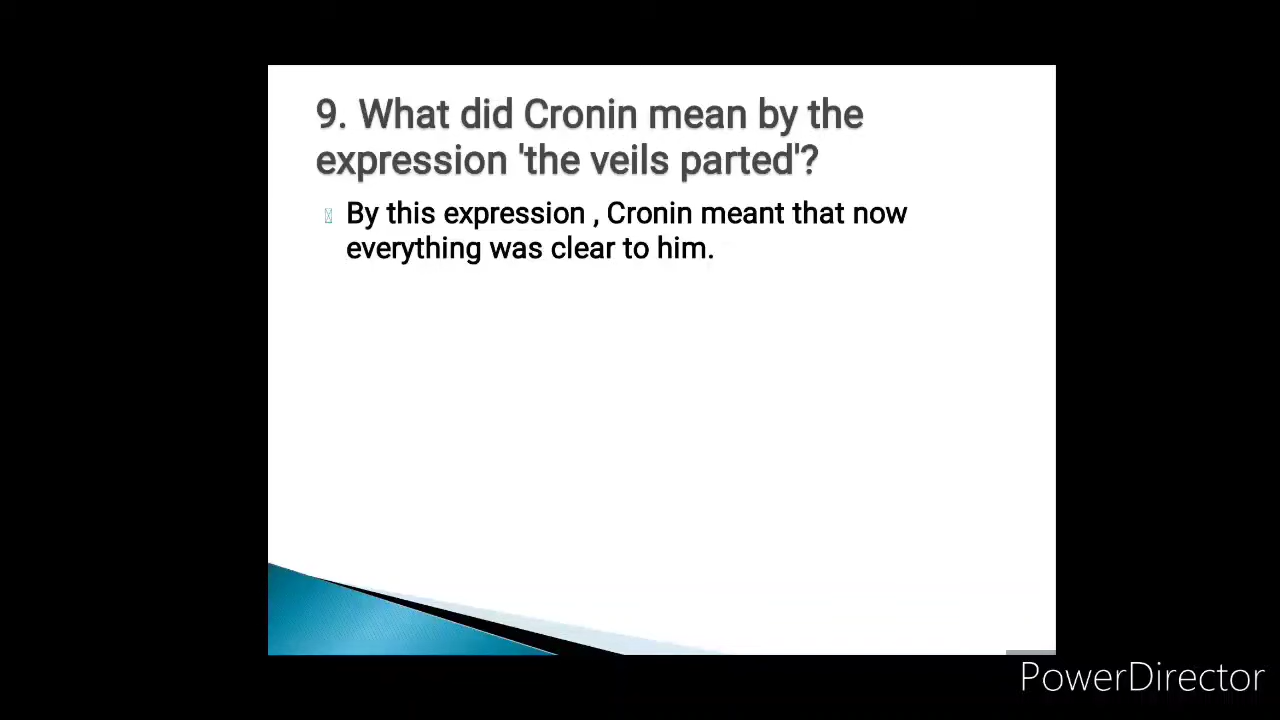 9. What did Cronin mean by the
expression 'the veils parted'?
By this expression , Cronin meant that now
everything was clear to him.
PowerDirector